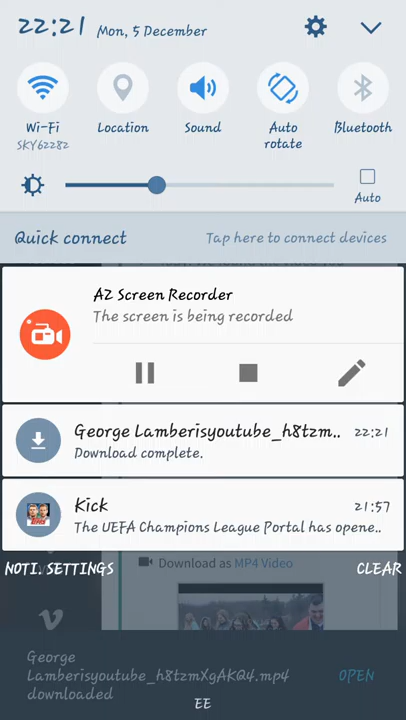 22:21 Mon, 5 December
Wi-Fi Location Sound Auto rotate Bluetooth
SKY62282
Auto
Quick connect Tap here to connect devices
AZ Screen Recorder
The screen is being recorded
George Lamberisyoutube_h8tzm.. 22:21
Download complete.
Kick 21:57
The UEFA Champions League Portal has opene..
NOTI. SETTINGS CLEAR
Download as MP4 Video
George
Lamberisyoutube_h8tzmXgAKQ4.mp4
downloaded
OPEN
EE